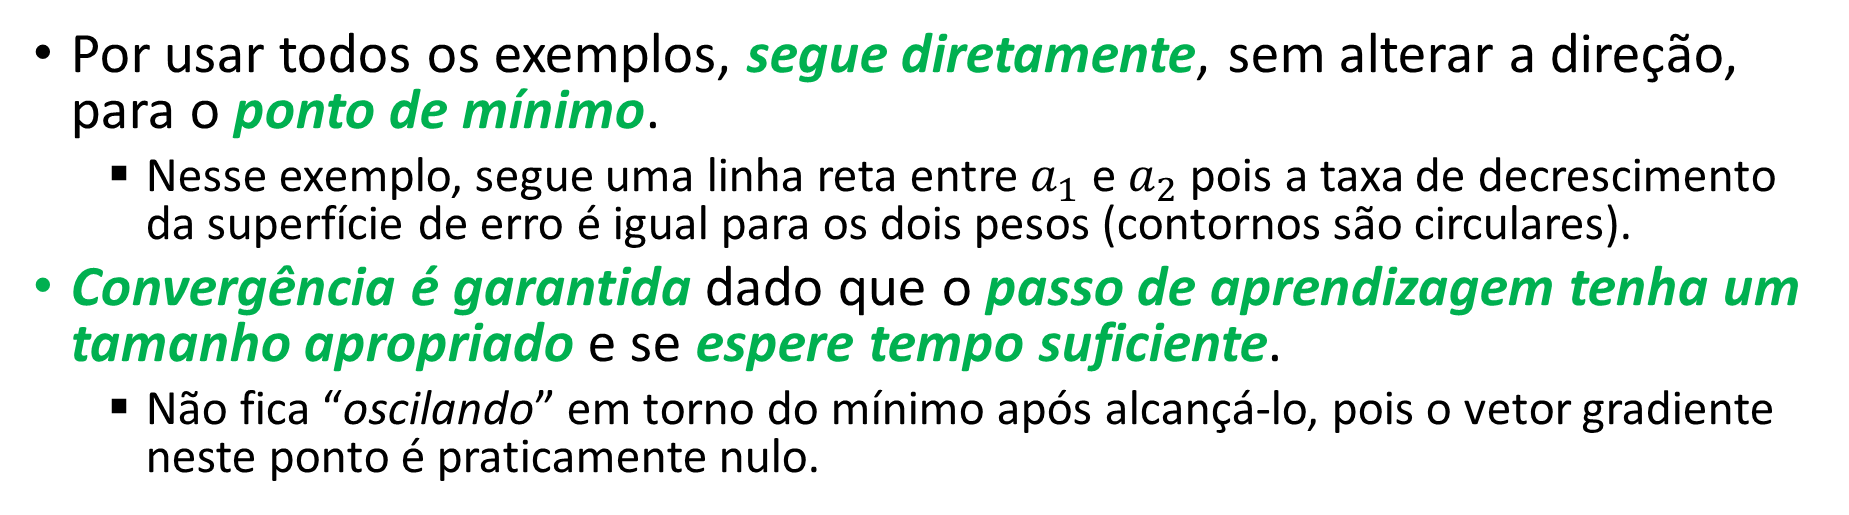 • Por usar todos os exemplos, segue diretamente, sem alterar a direção,
para o ponto de mínimo.
▪ Nesse exemplo, segue uma linha reta entre a₁ e a₂ pois a taxa de decrescimento
da superfície de erro é igual para os dois pesos (contornos são circulares).
• Convergência é garantida dado que o passo de aprendizagem tenha um
tamanho apropriado e se espere tempo suficiente.
▪ Não fica “oscilando” em torno do mínimo após alcançá-lo, pois o vetor gradiente
neste ponto é praticamente nulo.